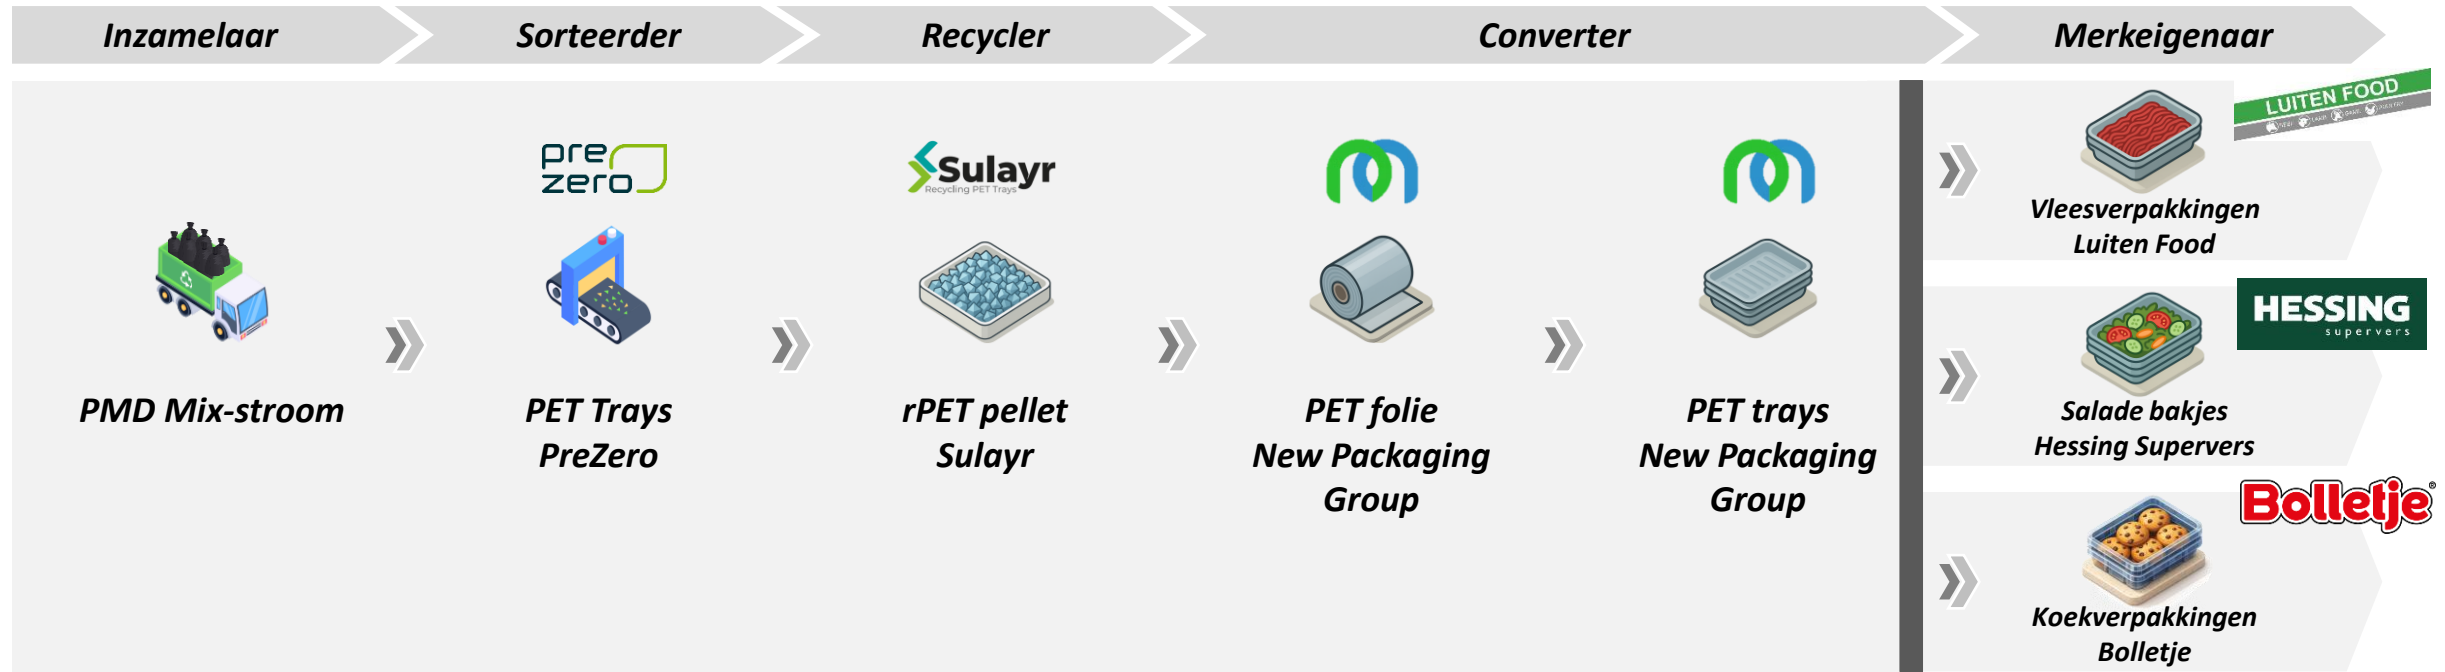 Inzamelaar
Sorteerder
Recycler
Converter
Merkeigenaar
PMD Mix-stroom
pre
zero
PET Trays
PreZero
Sulayr
Recycling PET Trays
rPET pellet
Sulayr
PET folie
New Packaging
Group
PET trays
New Packaging
Group
LUITEN FOOD
Vleesverpakkingen
Luiten Food
HESSING
supervers
Salade bakjes
Hessing Supervers
Bolletje®
Koekverpakkingen
Bolletje